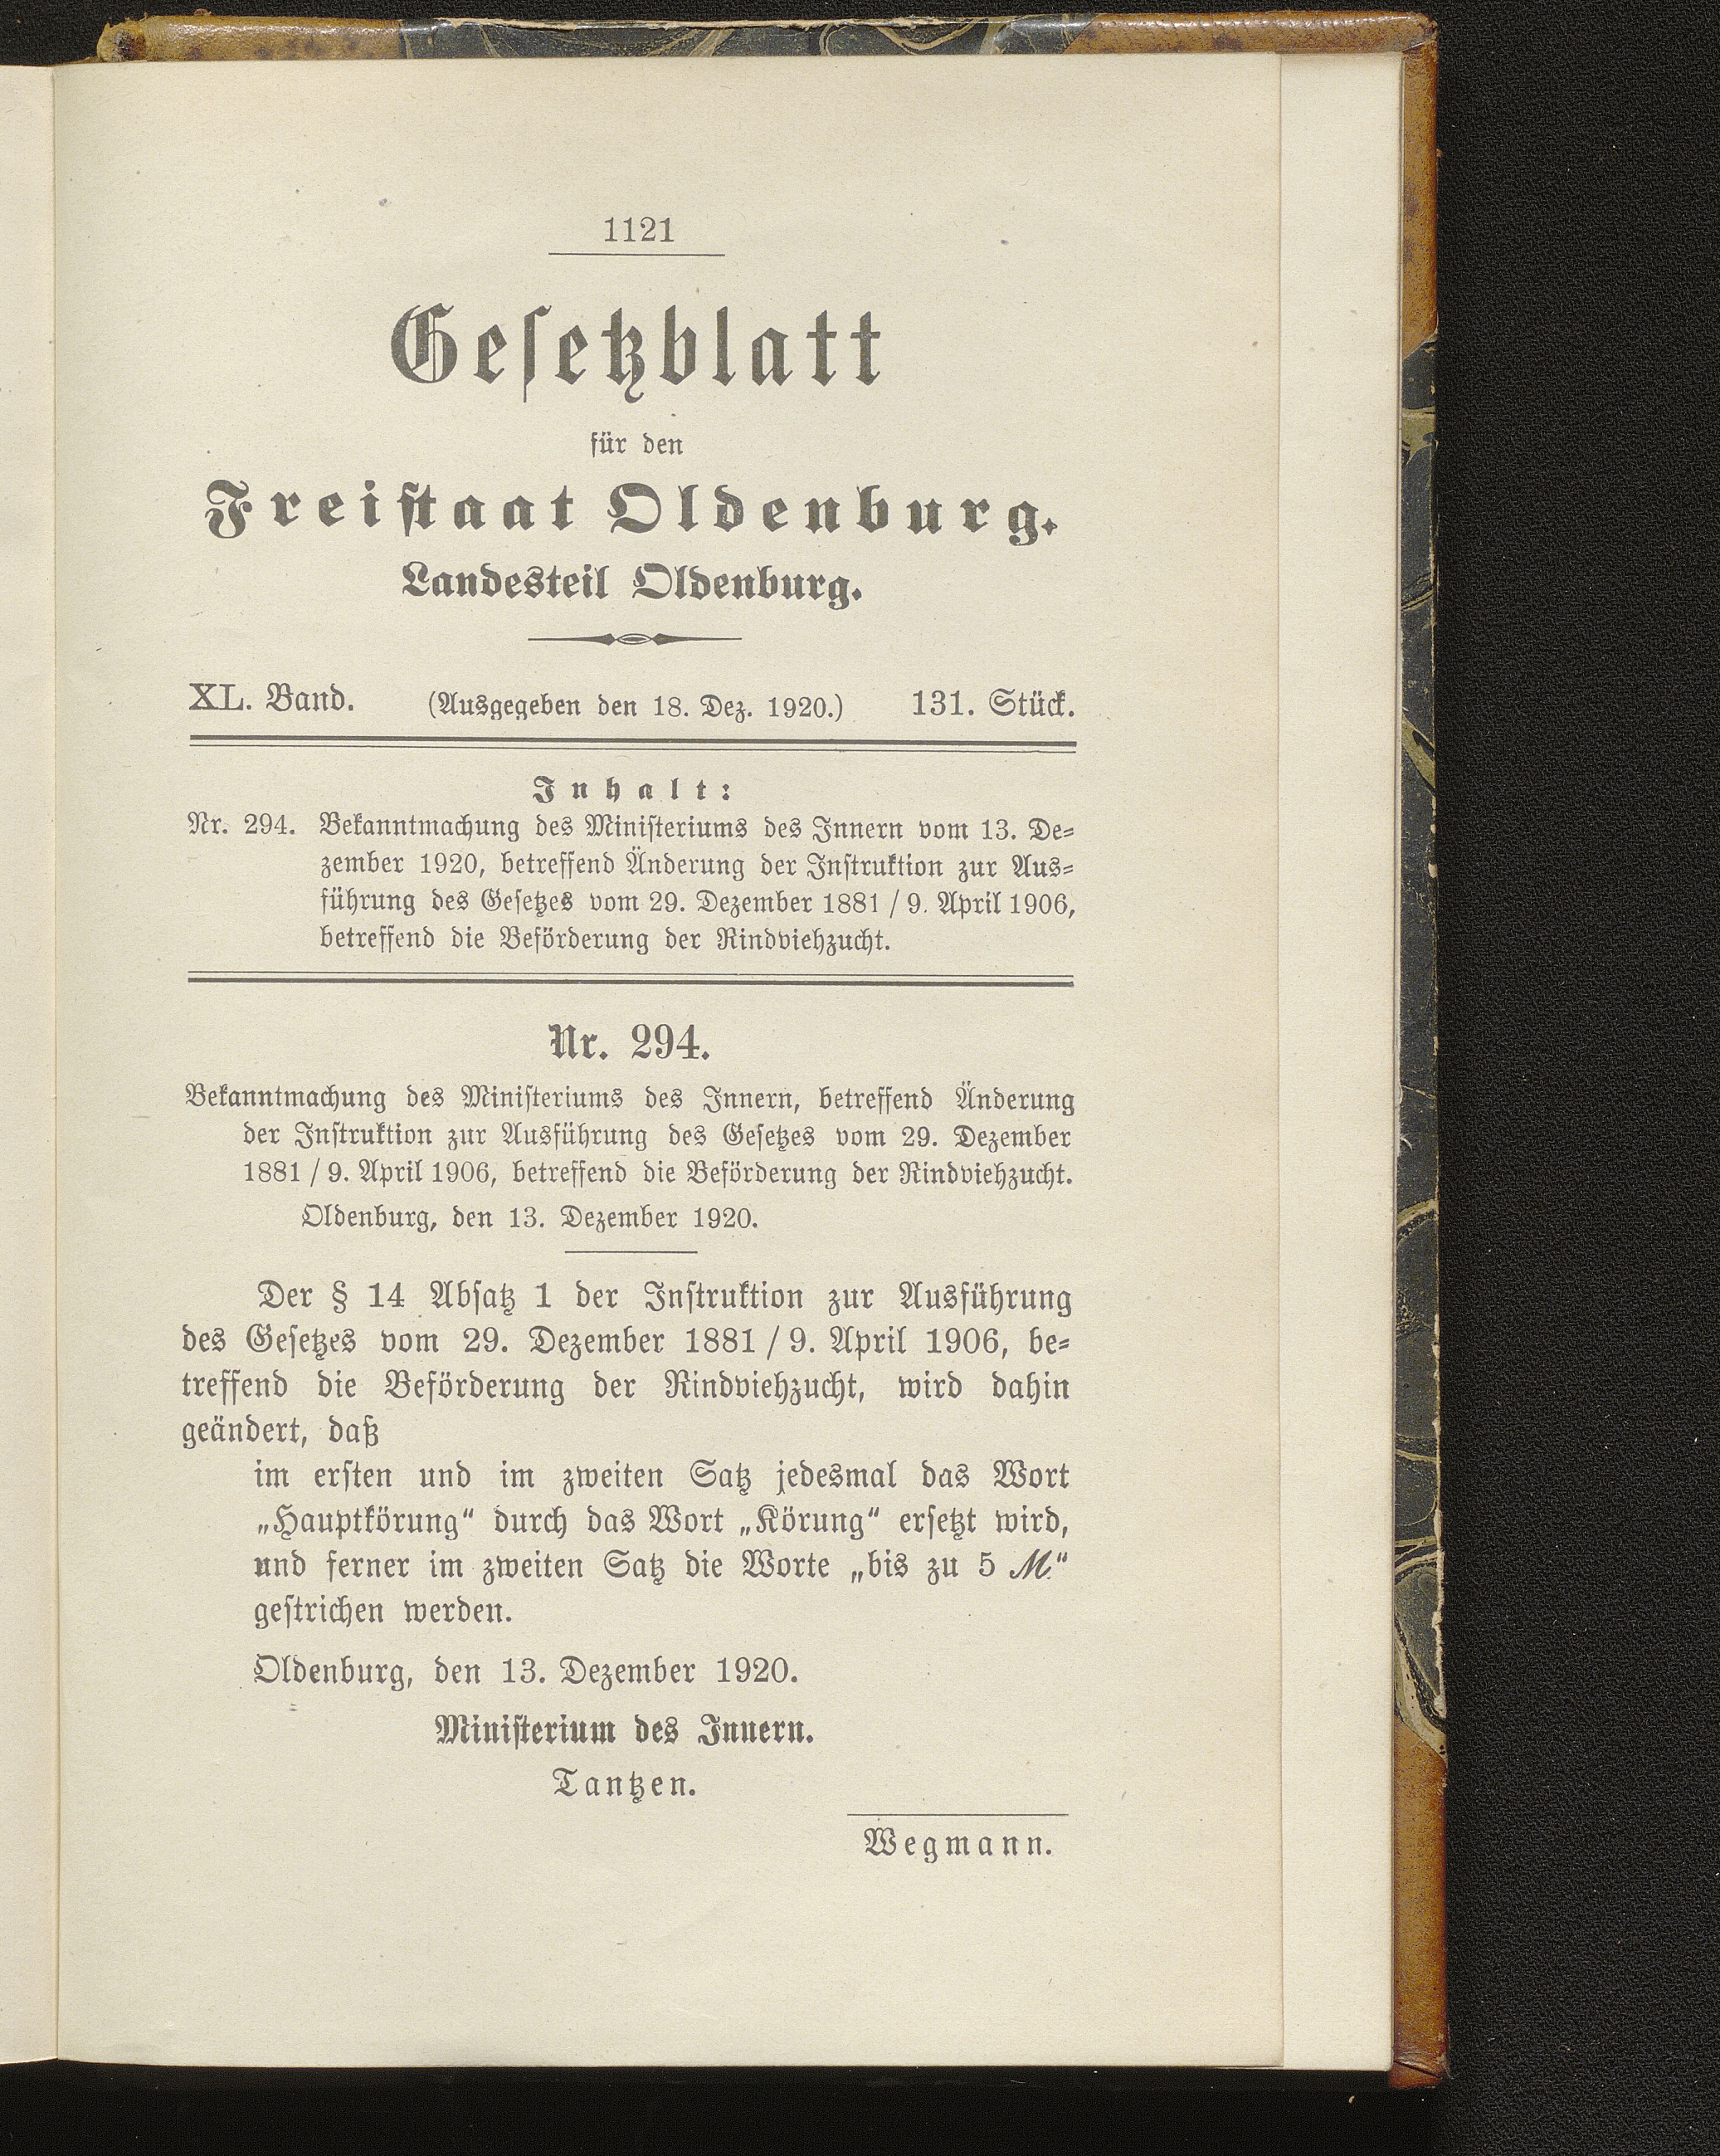 1121
Gesetzblatt
für den
Freistaat Oldenburg.
Landesteil Oldenburg.
XL. Band. (Ausgegeben den 18. Dez. 1920.) 131. Stück.
Inhalt:
Nr. 294. Bekanntmachung des Ministeriums des Innern vom 13. De-
zember 1920, betreffend Änderung der Instruktion zur Aus-
führung des Gesetzes vom 29. Dezember 1881 / 9. April 1906,
betreffend die Beförderung der Rindviehzucht.
Nr. 294.
Bekanntmachung des Ministeriums des Innern, betreffend Änderung
der Instruktion zur Ausführung des Gesetzes vom 29. Dezember
1881 / 9. April 1906, betreffend die Beförderung der Rindviehzucht.
Oldenburg, den 13. Dezember 1920.
Der § 14 Absatz 1 der Instruktion zur Ausführung
des Gesetzes vom 29. Dezember 1881 / 9. April 1906, be-
treffend die Beförderung der Rindviehzucht, wird dahin
geändert, daß
im ersten und im zweiten Satz jedesmal das Wort
„Hauptkörung“ durch das Wort „Körung“ ersetzt wird,
und ferner im zweiten Satz die Worte „bis zu 5 M.“
gestrichen werden.
Oldenburg, den 13. Dezember 1920.
Ministerium des Innern.
Tantzen.
Wegmann.